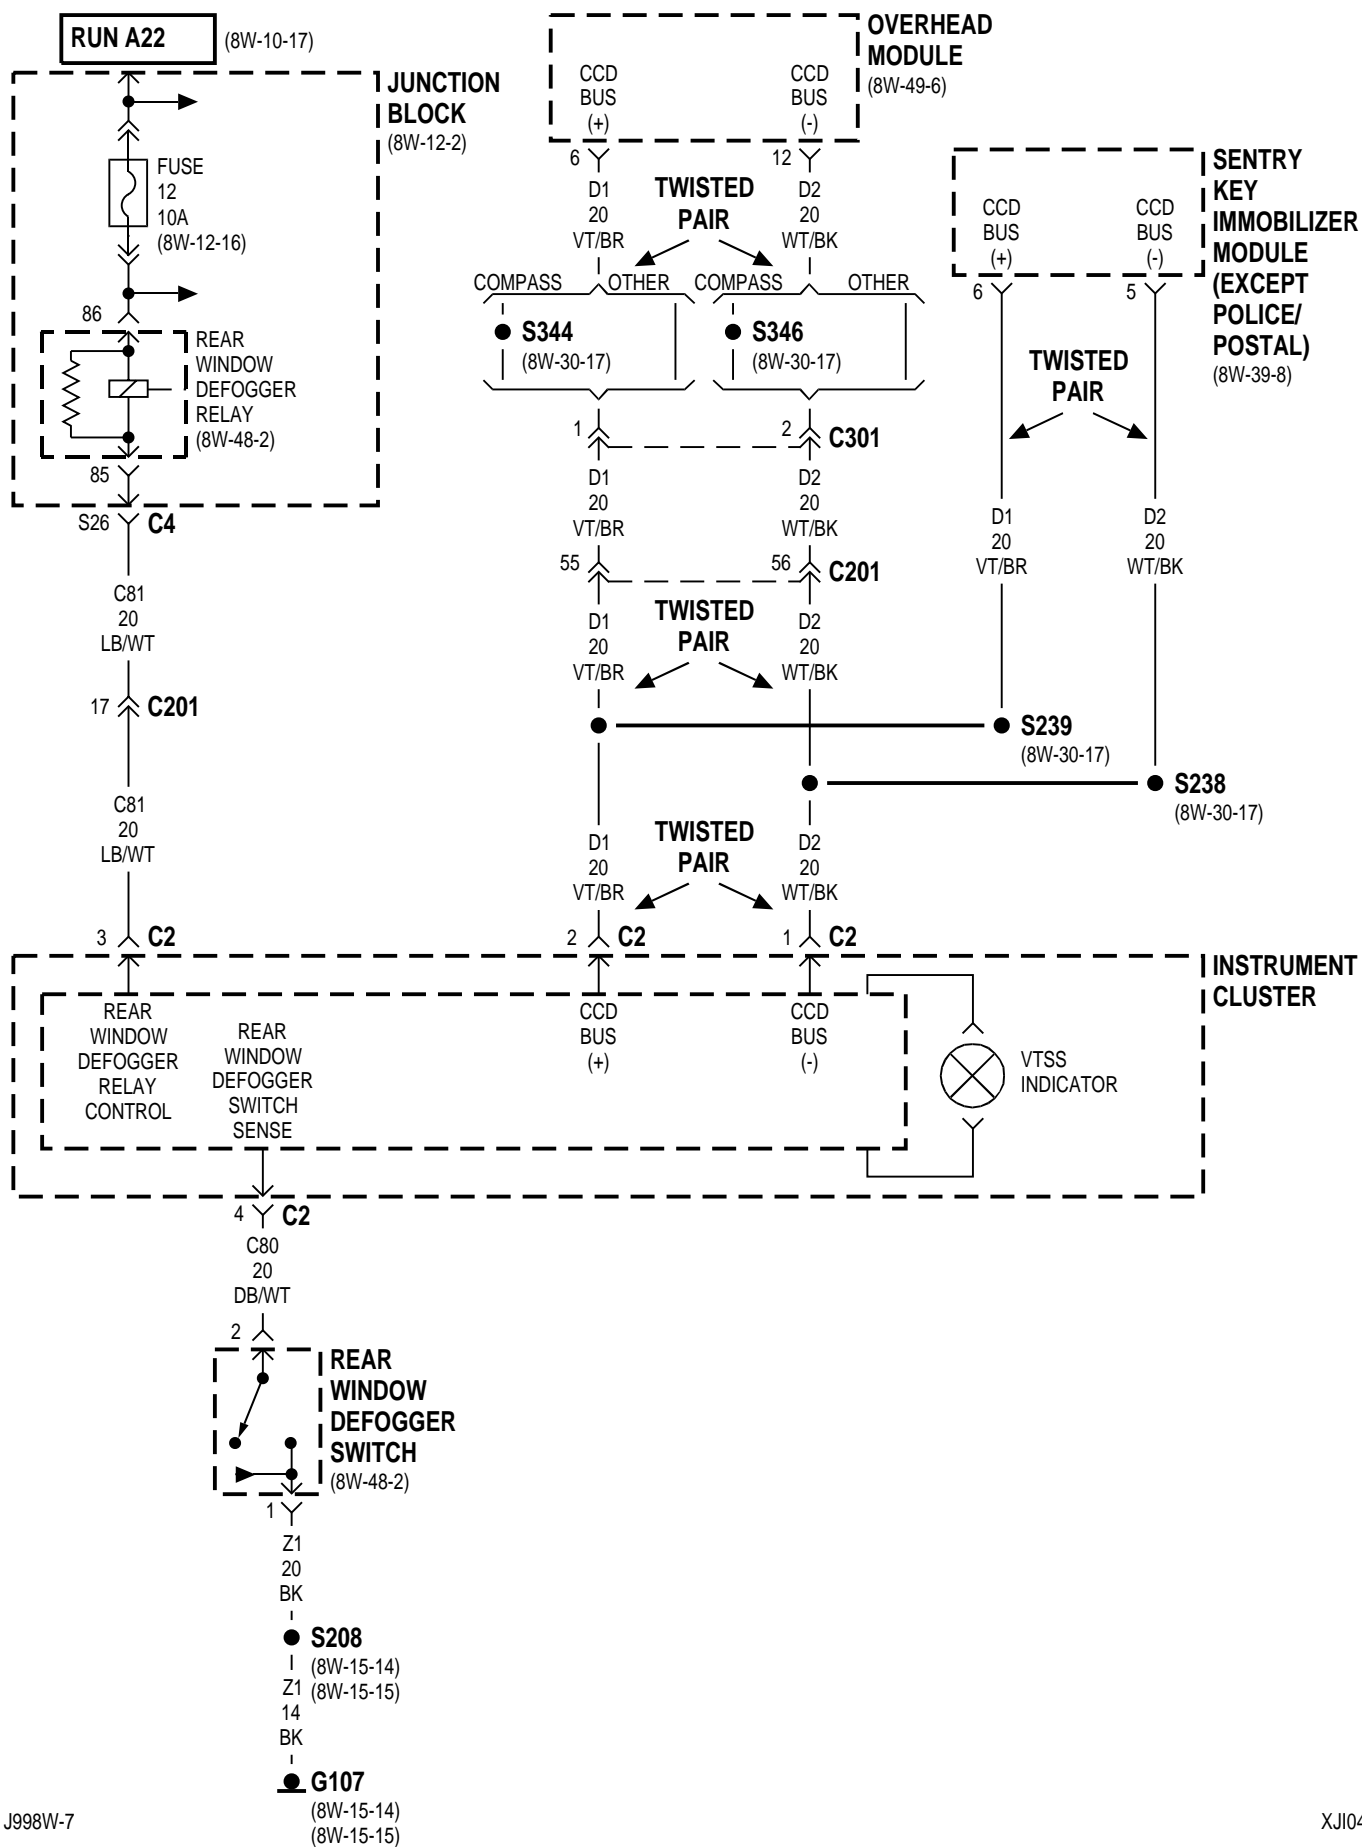 RUN A22
(8W-10-17)
JUNCTION
BLOCK
(8W-12-2)
FUSE
12
10A
(8W-12-16)
86
REAR
WINDOW
DEFOGGER
RELAY
(8W-48-2)
85
S26
C4
C81
20
LB/WT
17
C201
C81
20
LB/WT
3
C2
OVERHEAD
MODULE
(8W-49-6)
CCD
BUS
(+)
CCD
BUS
(-)
6
12
D1
20
VT/BR
TWISTED
PAIR
D2
20
WT/BK
COMPASS
OTHER
COMPASS
OTHER
S344
(8W-30-17)
S346
(8W-30-17)
1
2
C301
D1
20
VT/BR
D2
20
WT/BK
55
56
C201
D1
20
VT/BR
TWISTED
PAIR
D2
20
WT/BK
SENTRY
KEY
IMMOBILIZER
MODULE
(EXCEPT
POLICE/
POSTAL)
(8W-39-8)
CCD
BUS
(+)
CCD
BUS
(-)
6
5
TWISTED
PAIR
D1
20
VT/BR
D2
20
WT/BK
S239
(8W-30-17)
S238
(8W-30-17)
D1
20
VT/BR
TWISTED
PAIR
D2
20
WT/BK
2
C2
1
C2
INSTRUMENT
CLUSTER
REAR
WINDOW
DEFOGGER
RELAY
CONTROL
REAR
WINDOW
DEFOGGER
SWITCH
SENSE
CCD
BUS
(+)
CCD
BUS
(-)
VTSS
INDICATOR
4
C2
C80
20
DB/WT
2
REAR
WINDOW
DEFOGGER
SWITCH
(8W-48-2)
1
Z1
20
BK
S208
(8W-15-14)
(8W-15-15)
Z1
14
BK
G107
(8W-15-14)
(8W-15-15)
J998W-7
XJI04